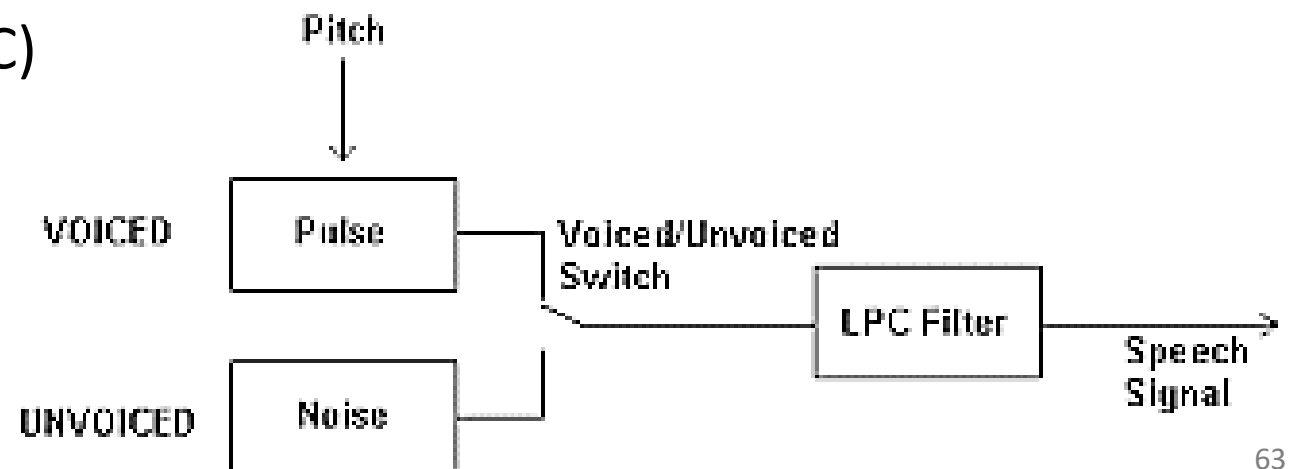 C)
Pitch
VOICED
Pulse
Voiced/Unvoiced
Switch
LPC Filter
Speech
Signal
UNVOICED
Noise
63